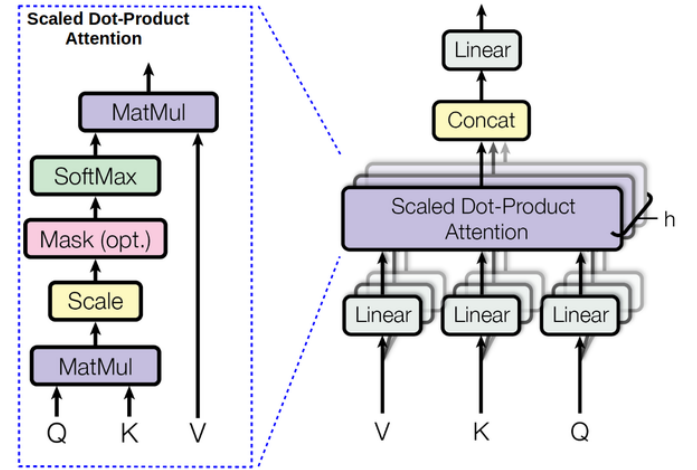 Scaled Dot-Product
Attention
MatMul
SoftMax
Mask (opt.)
Scale
MatMul
Q K V
Linear
Concat
Scaled Dot-Product
Attention
h
Linear Linear Linear
V K Q